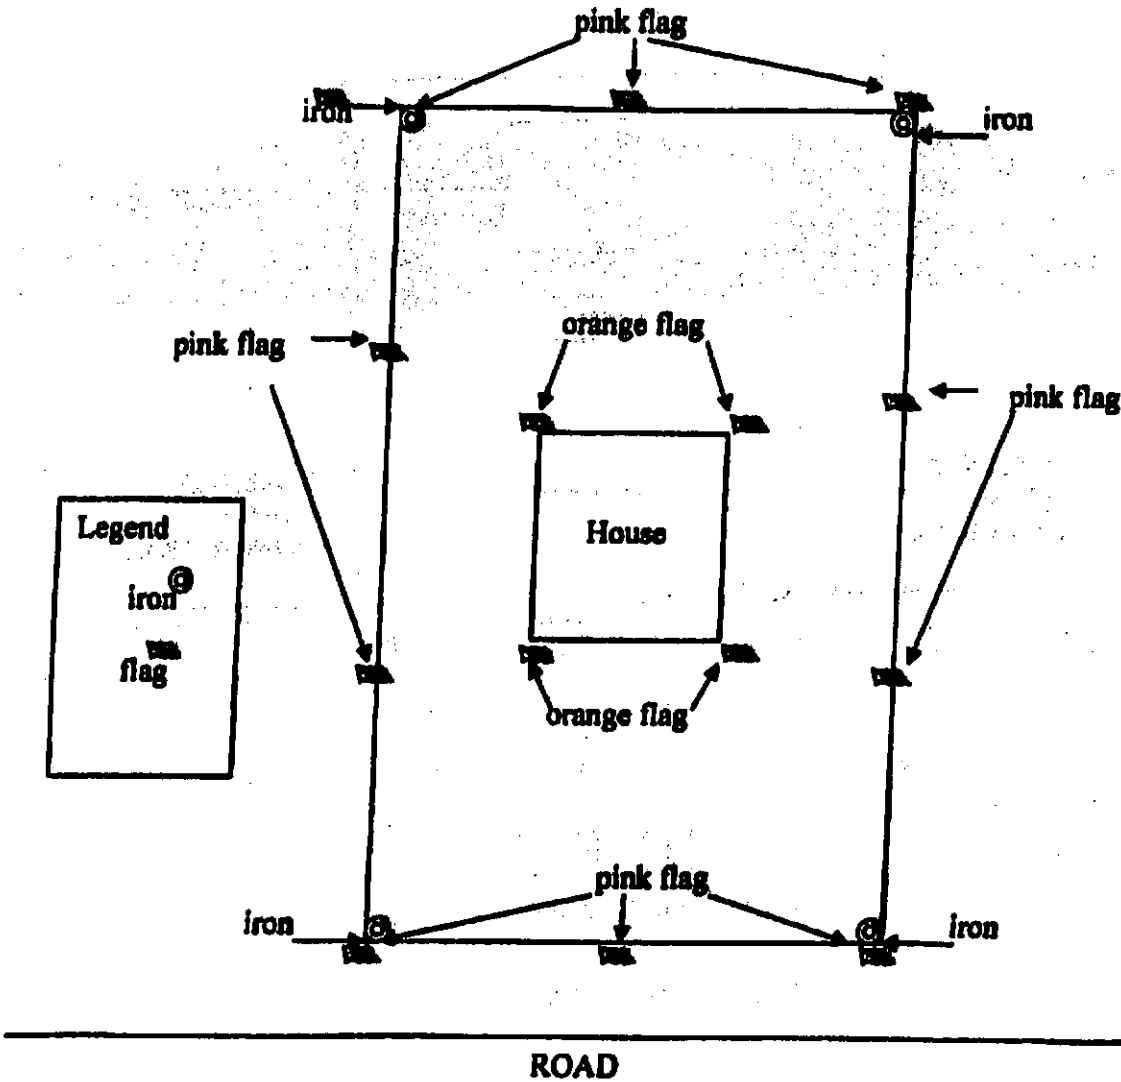 pink flag
iron
iron
pink flag
orange flag
pink flag
Legend
iron
flag
House
orange flag
pink flag
iron
iron
ROAD